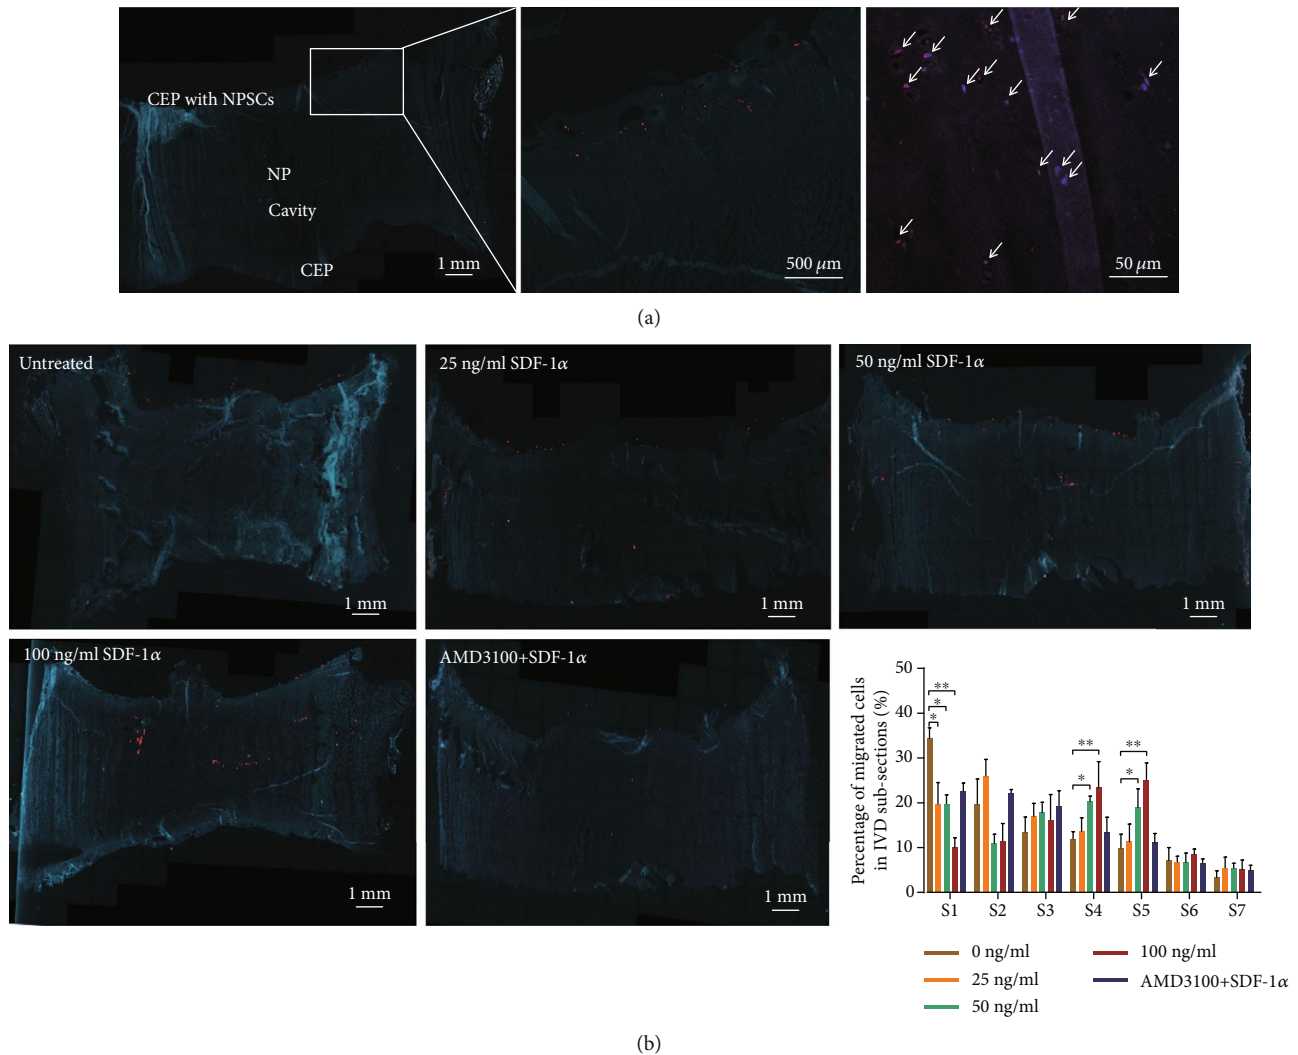 CEP with NPSCs
NP
Cavity
CEP
1 mm
500 μm
50 μm
(a)
Untreated
1 mm
25 ng/ml SDF-1α
1 mm
50 ng/ml SDF-1α
1 mm
100 ng/ml SDF-1α
1 mm
AMD3100+SDF-1α
1 mm
Percentage of migrated cells
in IVD sub-sections (%)
50
40
30
20
10
0
**
*
*
**
*
**
*
S1 S2 S3 S4 S5 S6 S7
0 ng/ml
25 ng/ml
50 ng/ml
100 ng/ml
AMD3100+SDF-1α
(b)